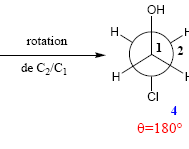 OH
H
H
rotation
1
2
de C₂/C₁
H
H
Cl
4
θ=180°